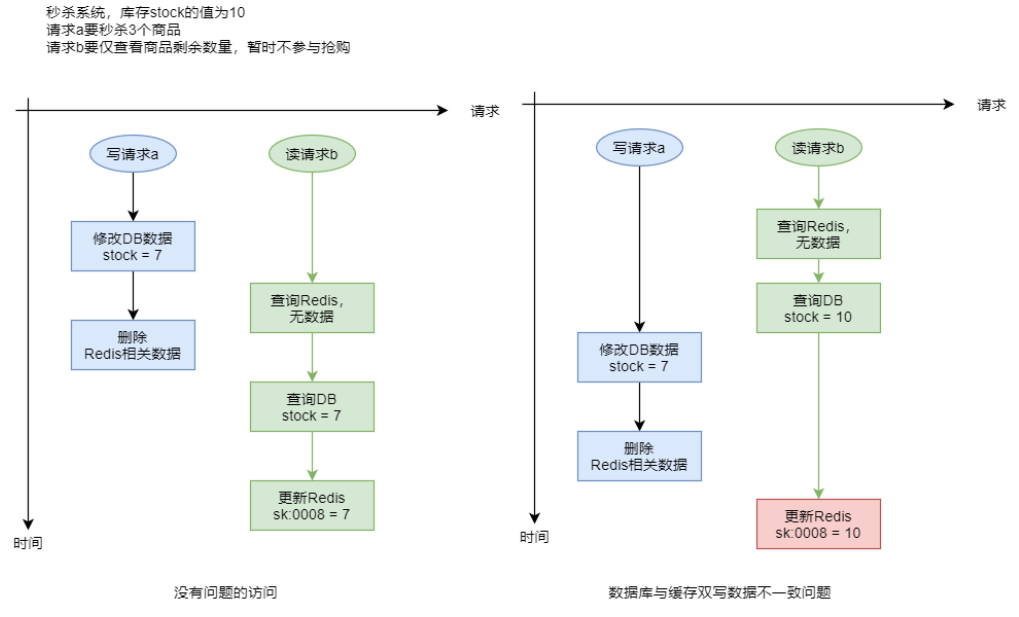 秒杀系统，库存stock的值为10
请求a要秒杀3个商品
请求b要仅查看商品剩余数量，暂时不参与抢购
请求
写请求a
读请求b
修改DB数据
stock = 7
查询Redis，
无数据
删除
Redis相关数据
查询DB
stock = 7
更新Redis
sk:0008 = 7
时间
没有问题的访问
请求
写请求a
读请求b
查询Redis，
无数据
查询DB
stock = 10
修改DB数据
stock = 7
删除
Redis相关数据
更新Redis
sk:0008 = 10
时间
数据库与缓存双写数据不一致问题